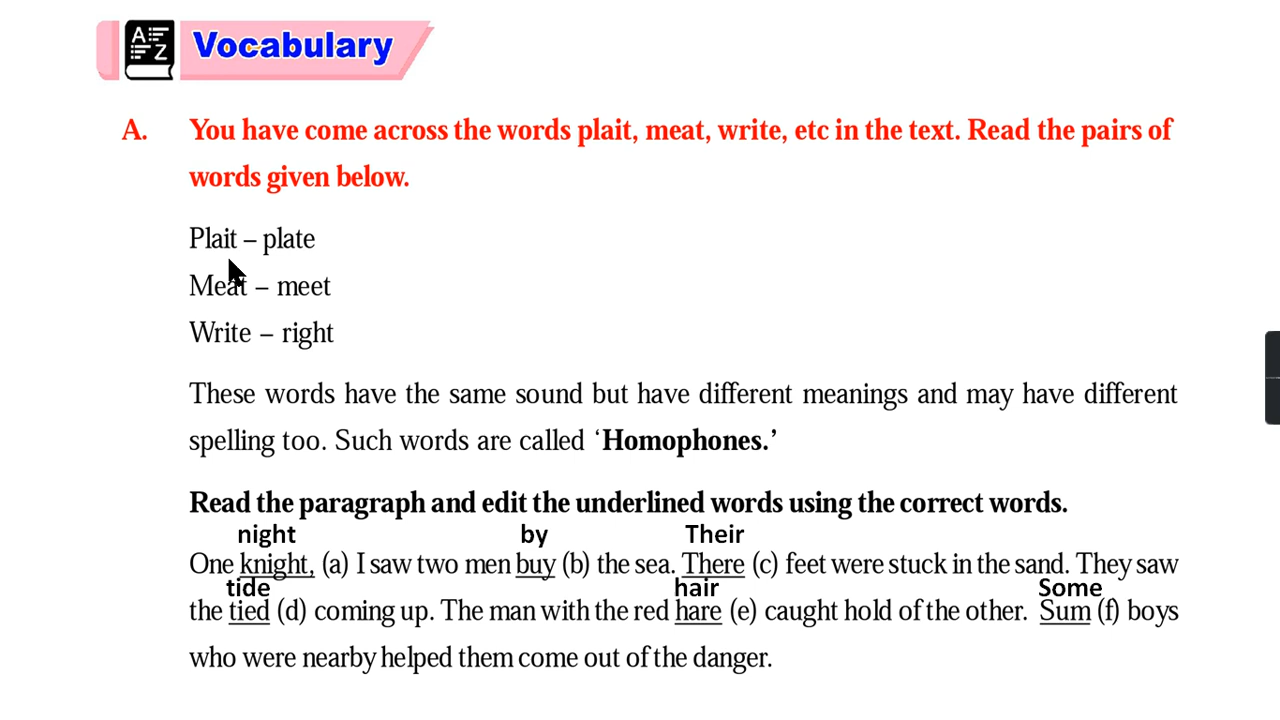 A Z
Vocabulary
A. You have come across the words plait, meat, write, etc in the text. Read the pairs of
words given below.
Plait – plate
Meat – meet
Write – right
These words have the same sound but have different meanings and may have different
spelling too. Such words are called ‘Homophones.’
Read the paragraph and edit the underlined words using the correct words.
night by Their
One knight, (a) I saw two men buy (b) the sea. There (c) feet were stuck in the sand. They saw
tide hair Some
the tied (d) coming up. The man with the red hare (e) caught hold of the other. Sum (f) boys
who were nearby helped them come out of the danger.